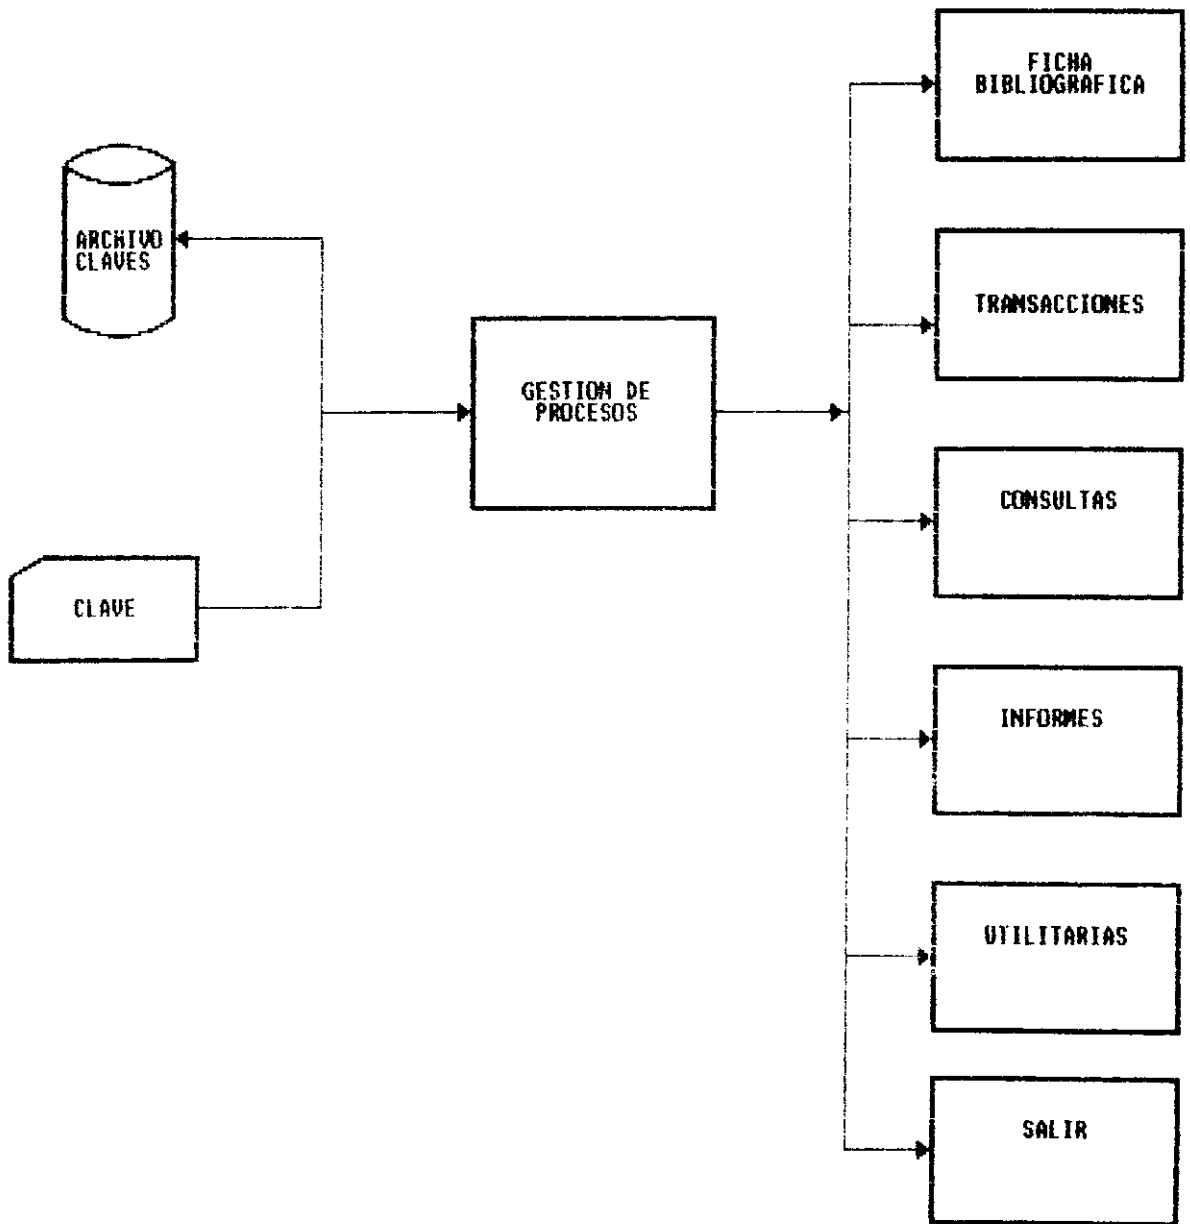 FICHA
BIBLIOGRAFICA
ARCHIVO
CLAVES
TRANSACCIONES
GESTION DE
PROCESOS
CONSULTAS
CLAVE
INFORMES
UTILITARIAS
SALIR